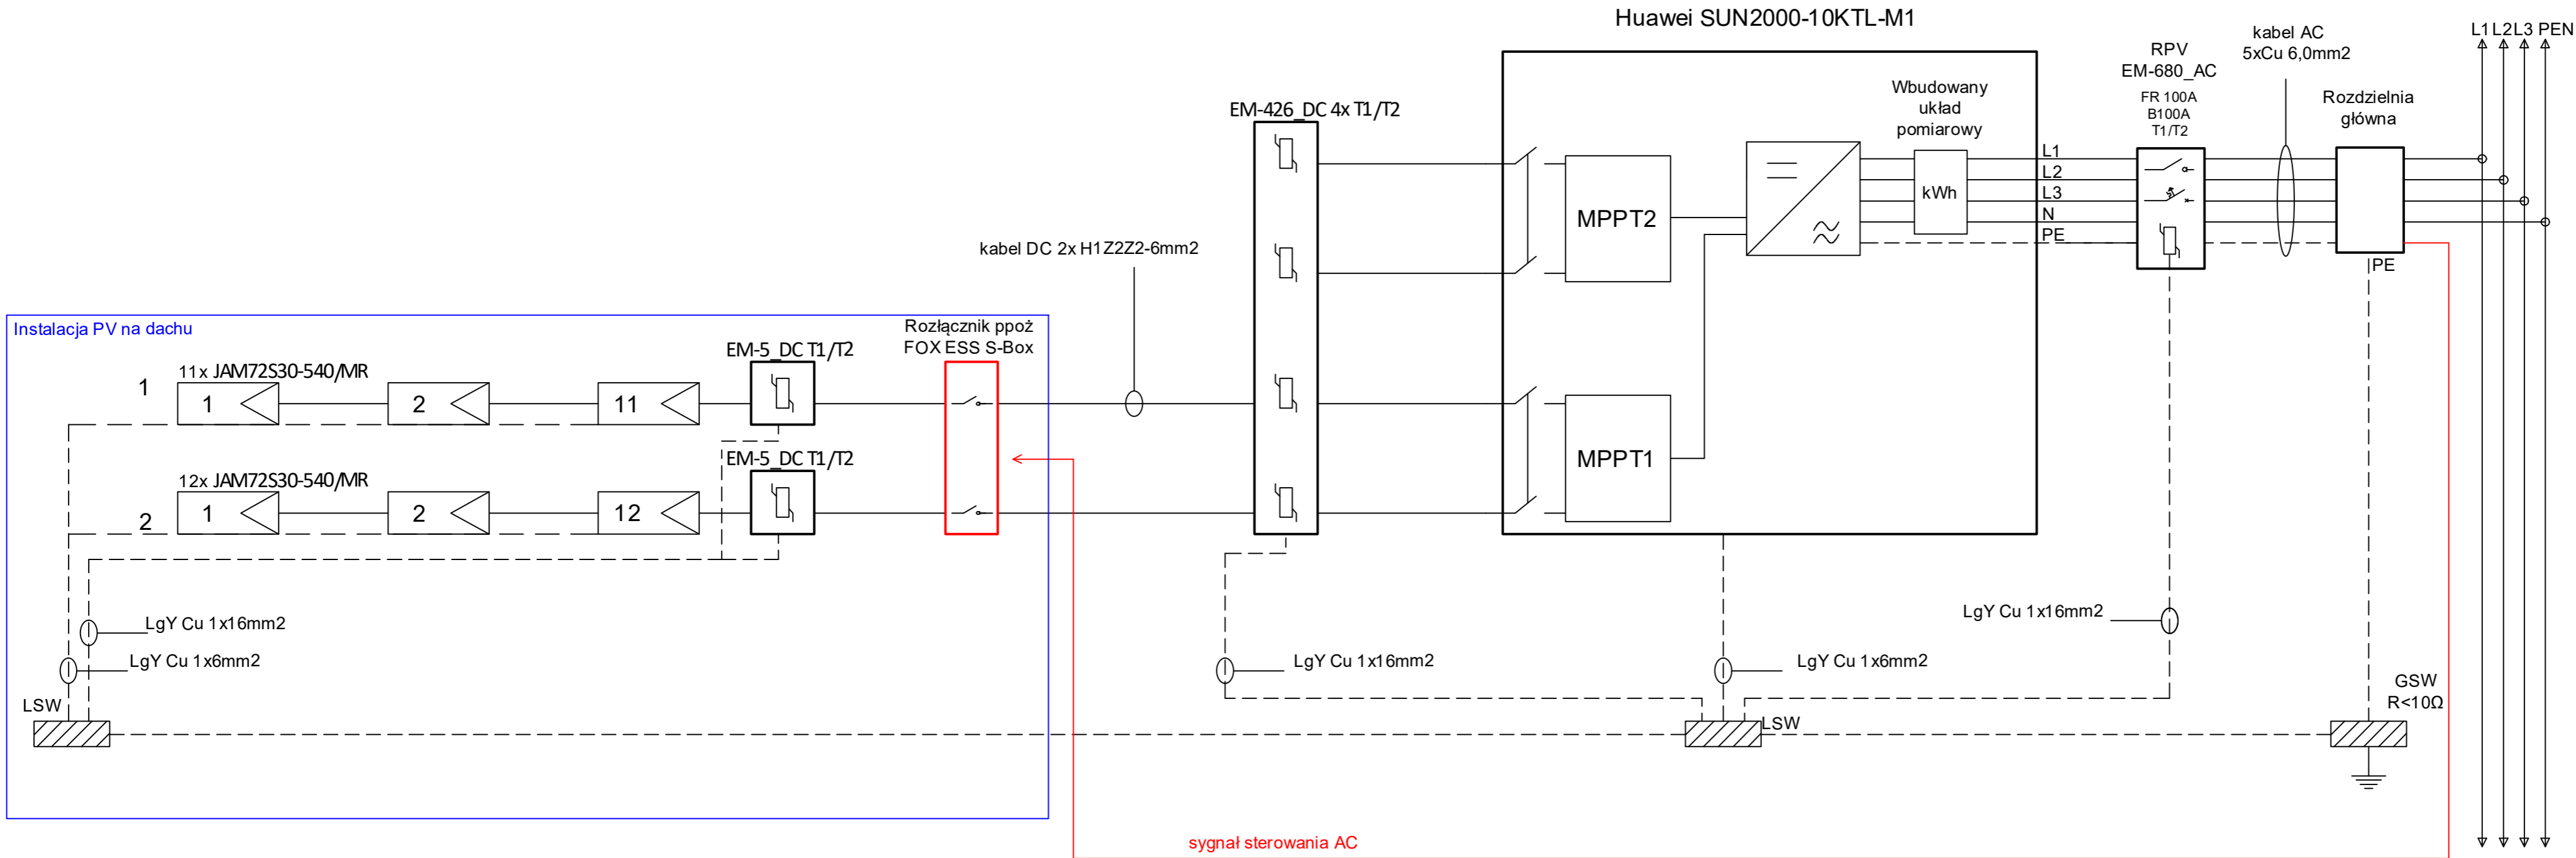 Huawei SUN2000-10KTL-M1
L1 L2 L3 PEN
kabel AC
5xCu 6,0mm2
RPV
EM-680_AC
FR 100A
B100A
T1/T2
Rozdzielnia
główna
EM-426_DC 4x T1/T2
Wbudowany
układ
pomiarowy
kWh
L1
L2
L3
N
PE
PE
MPPT2
MPPT1
kabel DC 2x H1Z2Z2-6mm2
Instalacja PV na dachu
Rozłącznik ppoż
FOX ESS S-Box
EM-5_DC T1/T2
1
11x JAM72S30-540/MR
1
2
11
EM-5_DC T1/T2
2
12x JAM72S30-540/MR
1
2
12
LgY Cu 1x16mm2
LgY Cu 1x6mm2
LSW
LgY Cu 1x16mm2
LgY Cu 1x6mm2
LgY Cu 1x16mm2
LSW
GSW
R<10Ω
sygnał sterowania AC